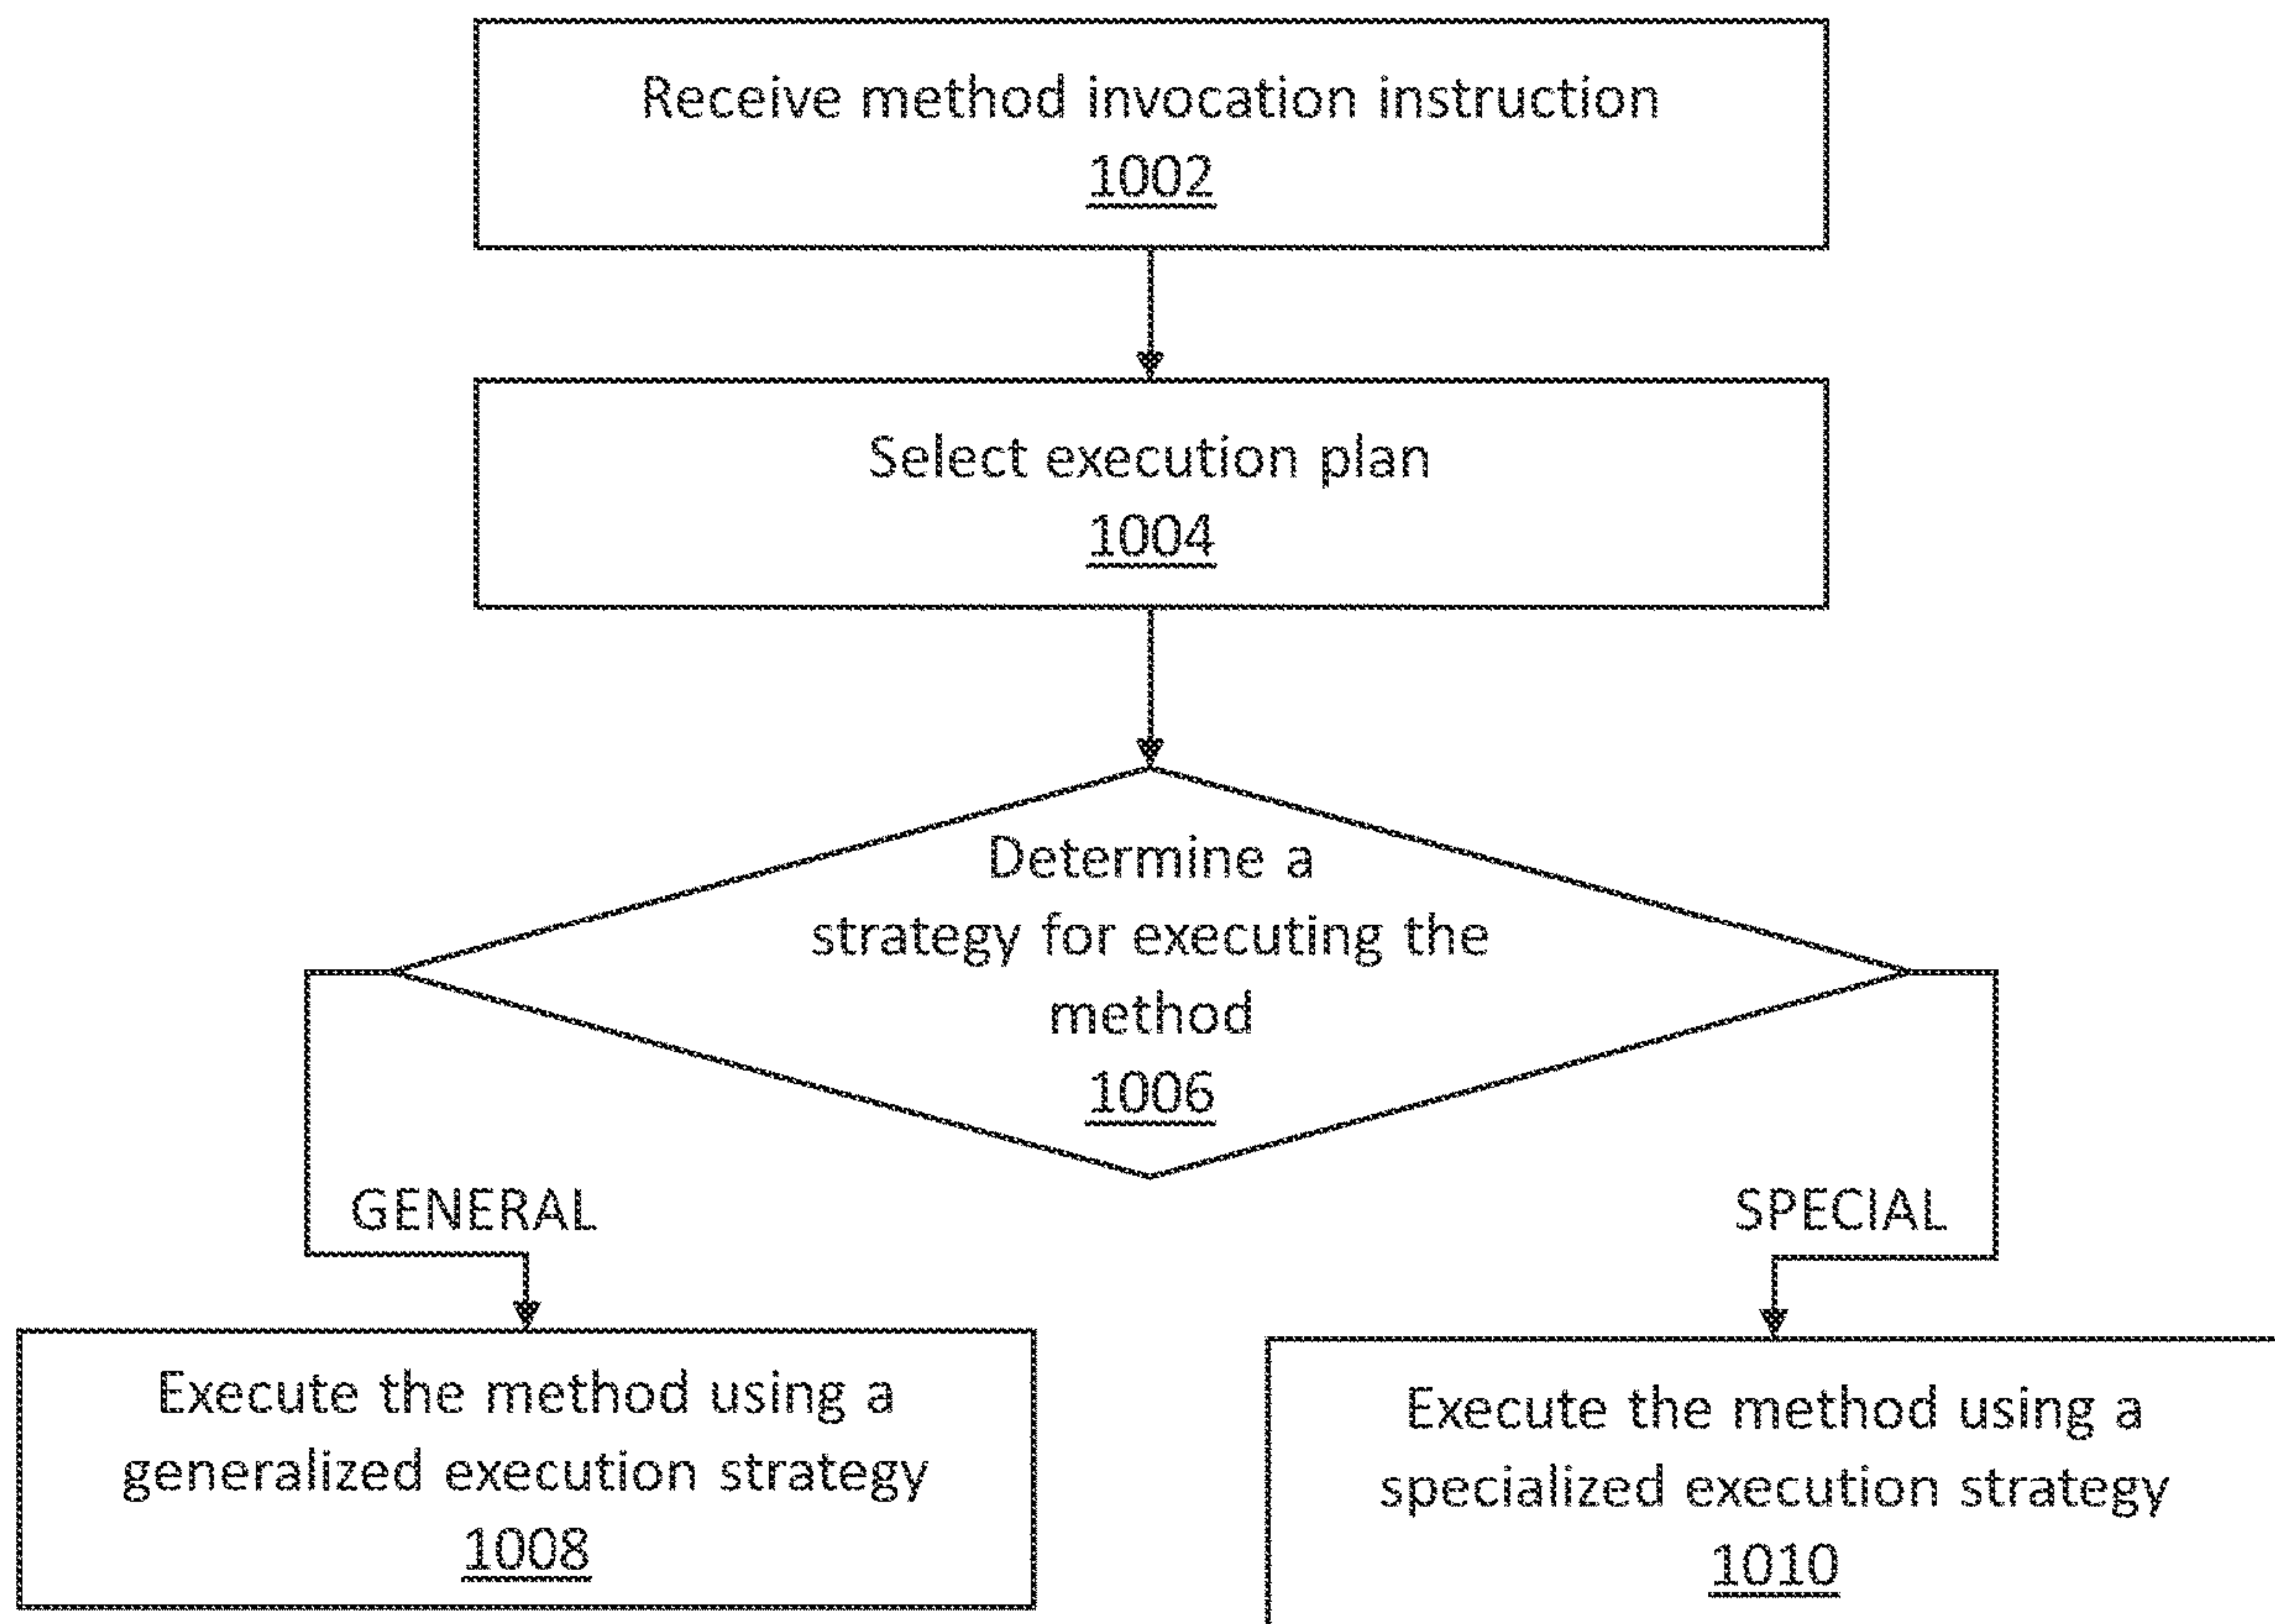 Receive method invocation instruction
1002
Select execution plan
1004
Determine a
strategy for executing the
method
1006
GENERAL
SPECIAL
Execute the method using a
generalized execution strategy
1008
Execute the method using a
specialized execution strategy
1010